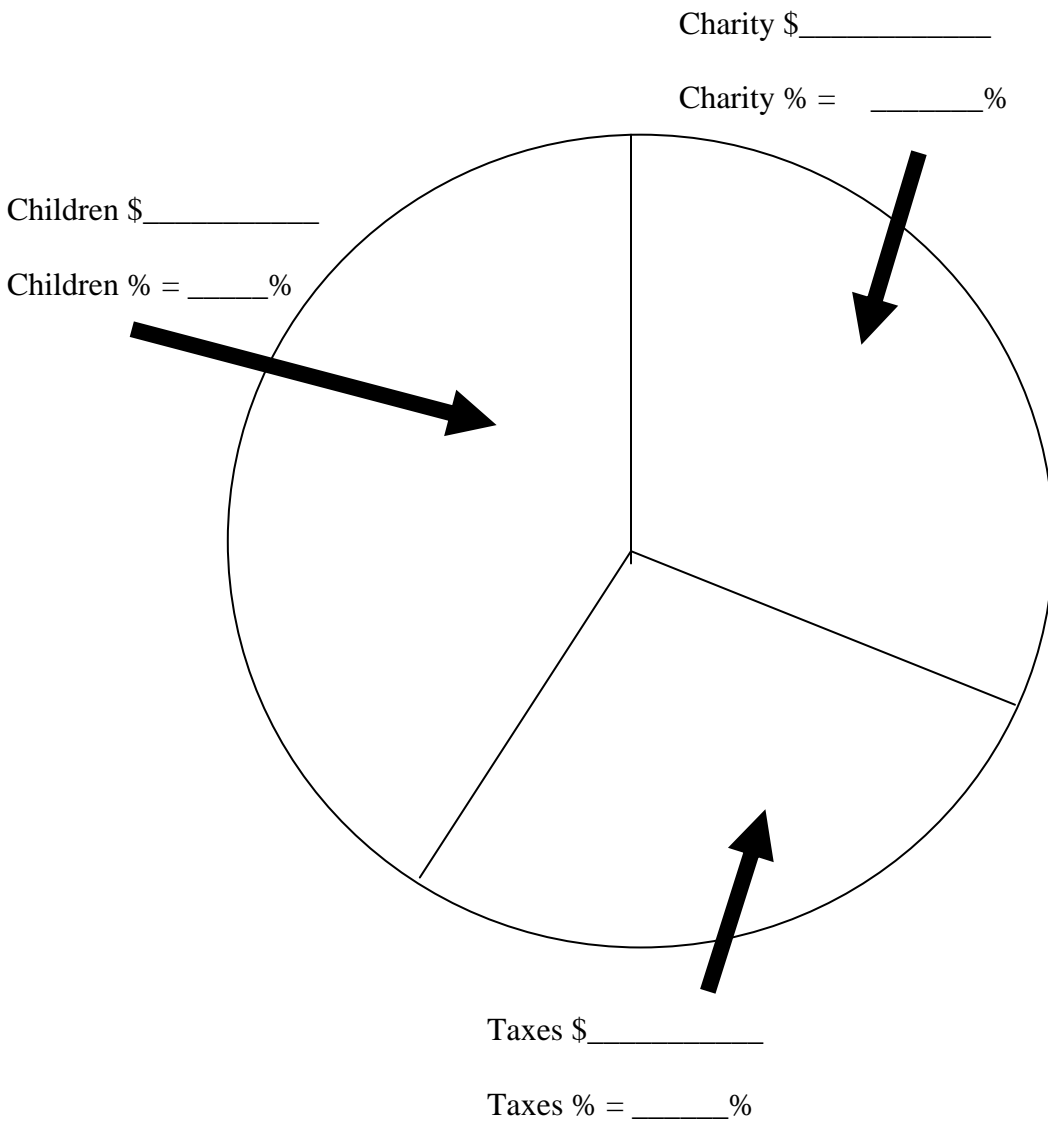 Charity $____________
Charity % = _______%
Children $___________
Children % = _____%
Taxes $___________
Taxes % = ______%